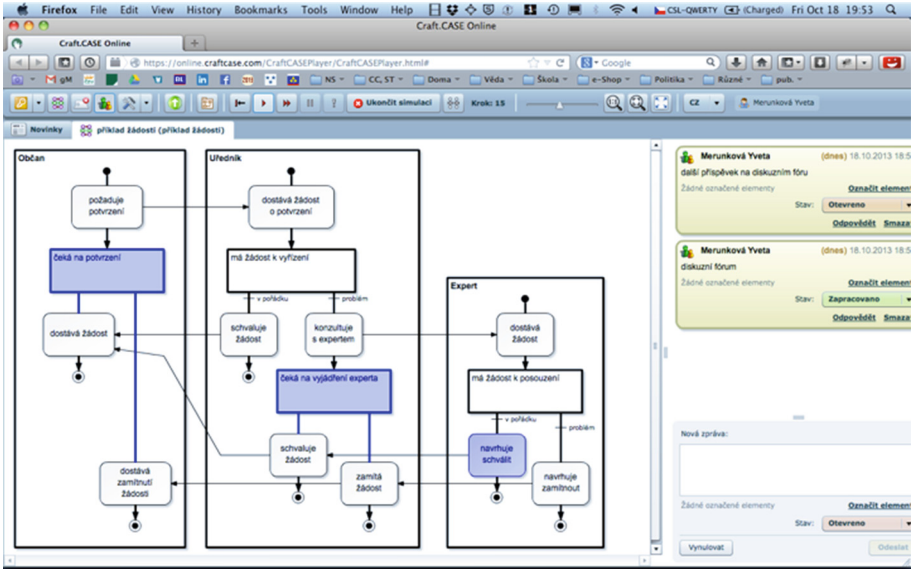 Firefox File Edit View History Bookmarks Tools Window Help CSL-QWERTY (Charged) Fri Oct 18 19:53
Craft.CASE Online
Craft.CASE Online
https://online.craftcase.com/CraftCASEPlayer/CraftCASEPlayer.html#
Google
M gM NS CC, ST Doma Věda Škola e-Shop Politika Různé pub.
Ukončit simulaci Krok: 15 CZ Merunková Yveta
Novinky příklad žádosti (příklad žádosti)
Občan
požaduje
potvrzení
čeká na potvrzení
dostává žádost
dostává
zamítnutí
žádosti
Úředník
dostává žádost
o potvrzení
má žádost k vyřízení
v pořádku
problém
schvaluje
žádost
konzultuje
s expertem
čeká na vyjádření experta
schvaluje
žádost
zamítá
žádost
Expert
dostává
žádost
má žádost k posouzení
v pořádku
problém
navrhuje
schválit
navrhuje
zamítnout
Merunková Yveta (dnes) 18.10.2013 18:5
další příspěvek na diskuzním fóru
Žádné označené elementy Označit elemen
Stav: Otevreno
Odpovědět Smaza
Merunková Yveta (dnes) 18.10.2013 18:5
diskuzní fórum
Žádné označené elementy Označit elemen
Stav: Zapracovano
Odpovědět Smaza
Nová zpráva:
Žádné označené elementy Označit elemen
Stav: Otevreno
Vynulovat Odeslat